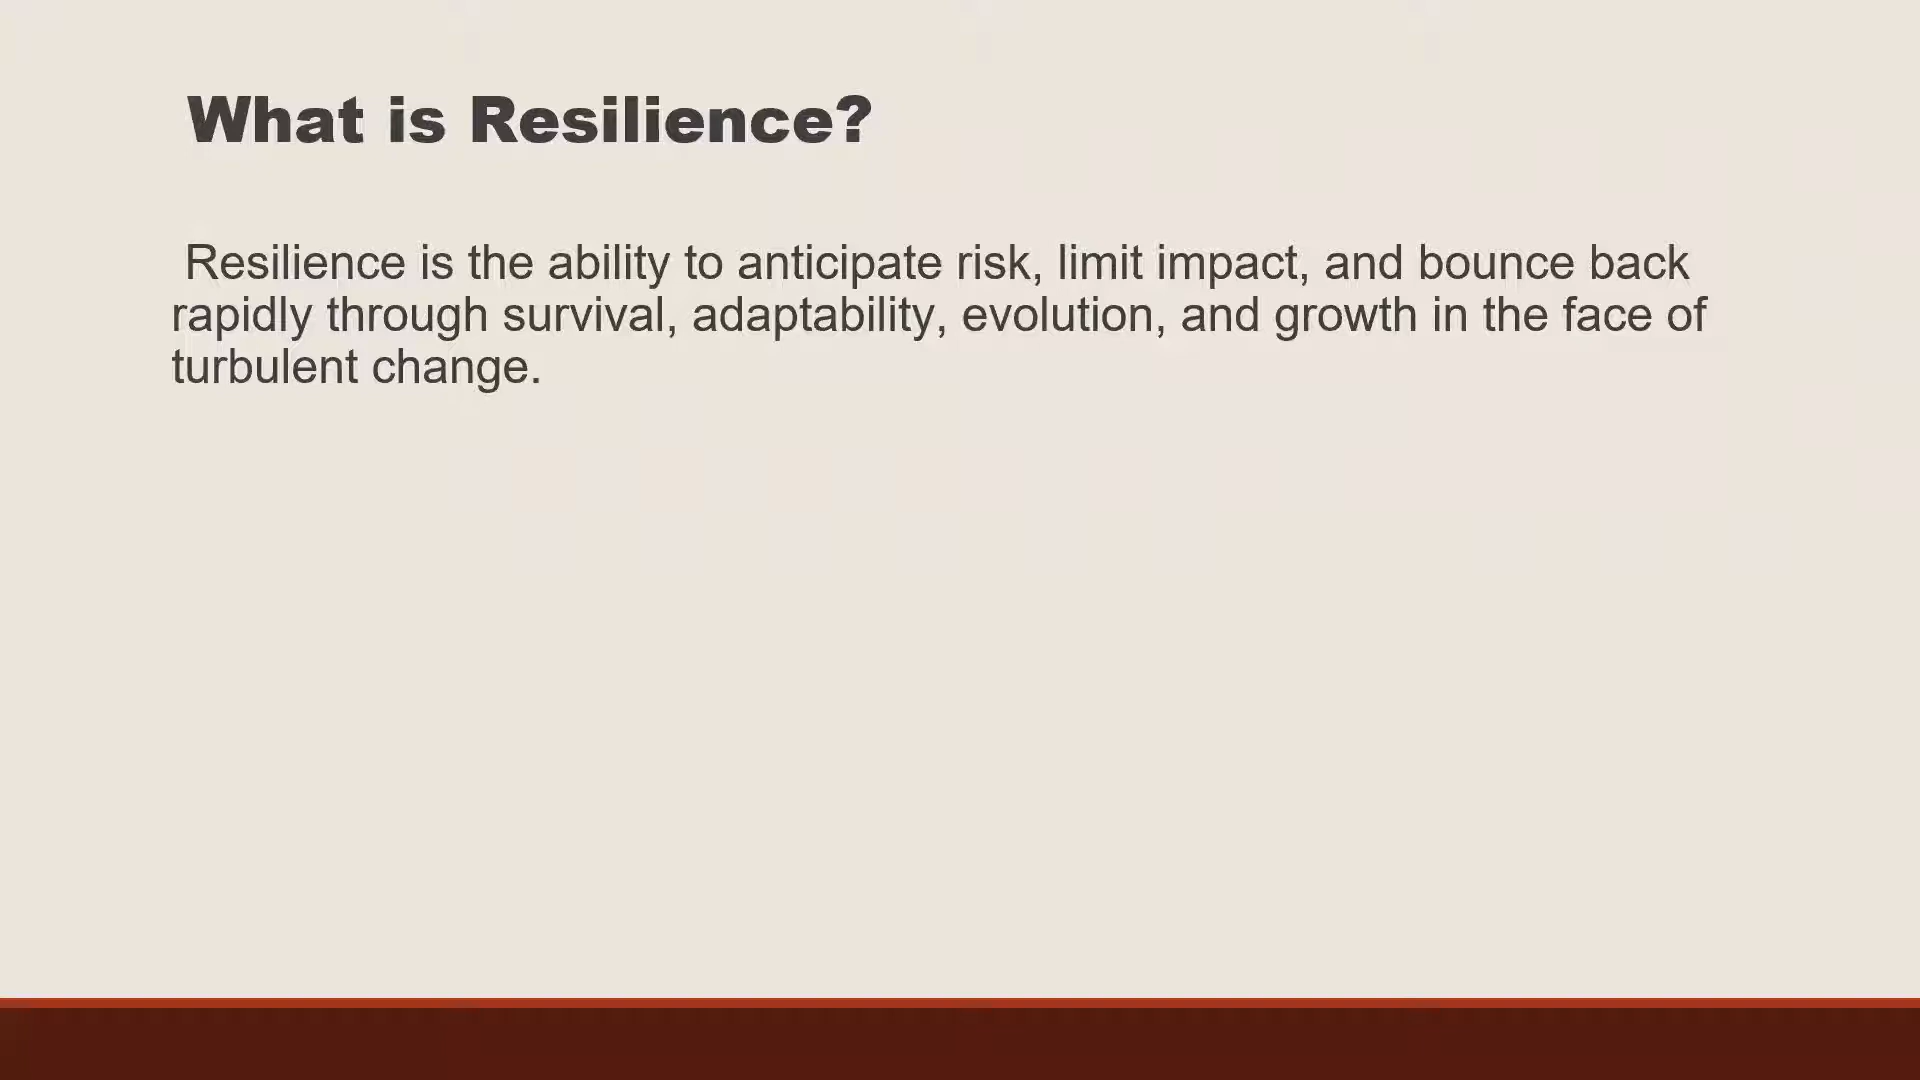 What is Resilience?
Resilience is the ability to anticipate risk, limit impact, and bounce back
rapidly through survival, adaptability, evolution, and growth in the face of
turbulent change.